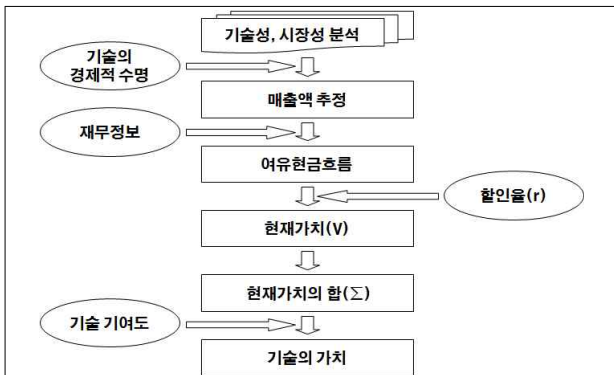 기술성, 시장성 분석
기술의
경제적 수명
매출액 추정
재무정보
여유현금흐름
할인율(r)
현재가치(V)
현재가치의 합(∑)
기술 기여도
기술의 가치